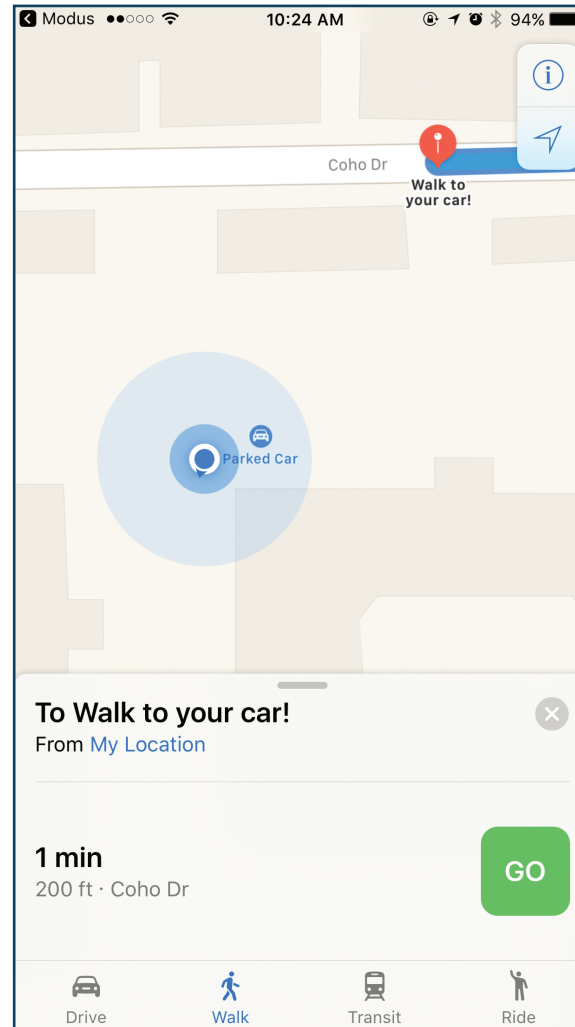 Modus 10:24 AM 94%
Coho Dr
Walk to
your car!
Parked Car
To Walk to your car!
From My Location
1 min
200 ft · Coho Dr
GO
Drive Walk Transit Ride